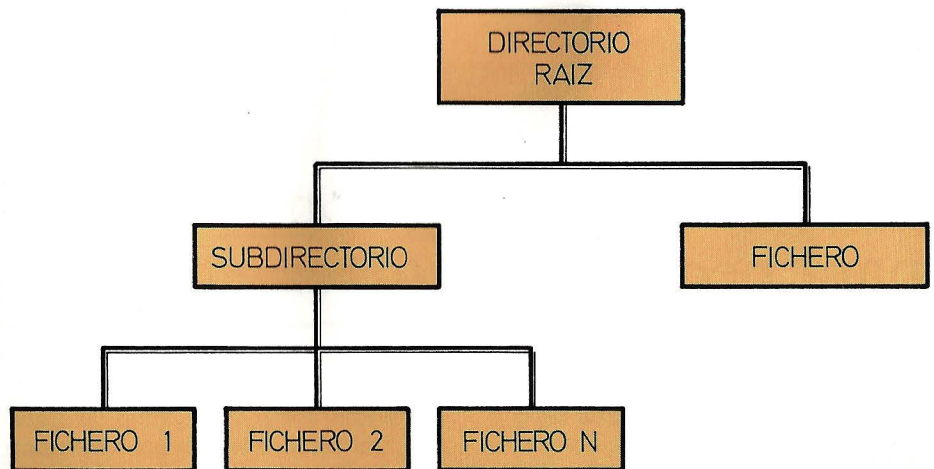 DIRECTORIO
RAIZ
SUBDIRECTORIO
FICHERO
FICHERO 1
FICHERO 2
FICHERO N